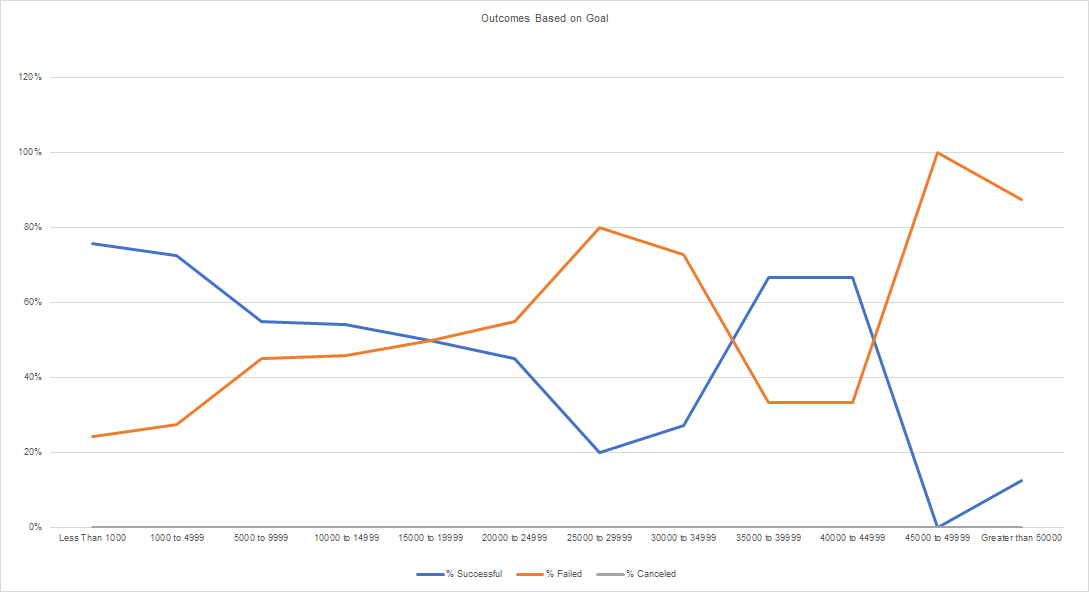 Outcomes Based on Goal
120%
100%
80%
60%
40%
20%
0%
Less Than 1000 1000 to 4999 5000 to 9999 10000 to 14999 15000 to 19999 20000 to 24999 25000 to 29999 30000 to 34999 35000 to 39999 40000 to 44999 45000 to 49999 Greater than 50000
% Successful % Failed % Canceled